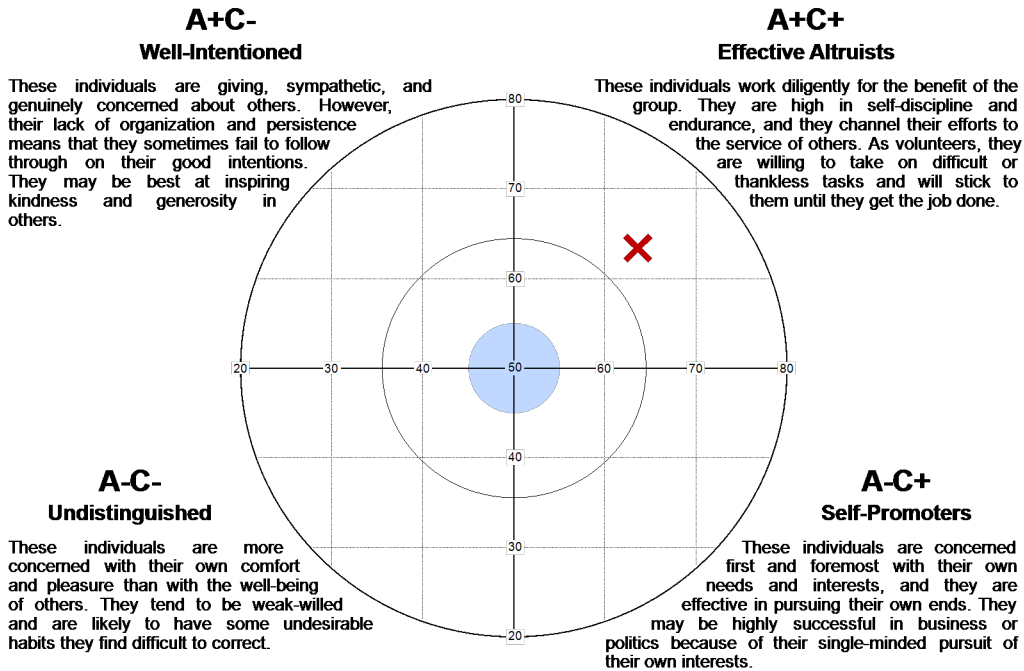 A+C-
Well-Intentioned
These individuals are giving, sympathetic, and
genuinely concerned about others. However,
their lack of organization and persistence
means that they sometimes fail to follow
through on their good intentions.
They may be best at inspiring
kindness and generosity in
others.
A+C+
Effective Altruists
These individuals work diligently for the benefit of the
group. They are high in self-discipline and
endurance, and they channel their efforts to
the service of others. As volunteers, they
are willing to take on difficult or
thankless tasks and will stick to
them until they get the job done.
80
70
60
20 30 40 50 60 70 80
40
30
20
A-C-
Undistinguished
These individuals are more
concerned with their own comfort
and pleasure than with the well-being
of others. They tend to be weak-willed
and are likely to have some undesirable
habits they find difficult to correct.
A-C+
Self-Promoters
These individuals are concerned
first and foremost with their own
needs and interests, and they are
effective in pursuing their own ends. They
may be highly successful in business or
politics because of their single-minded pursuit of
their own interests.